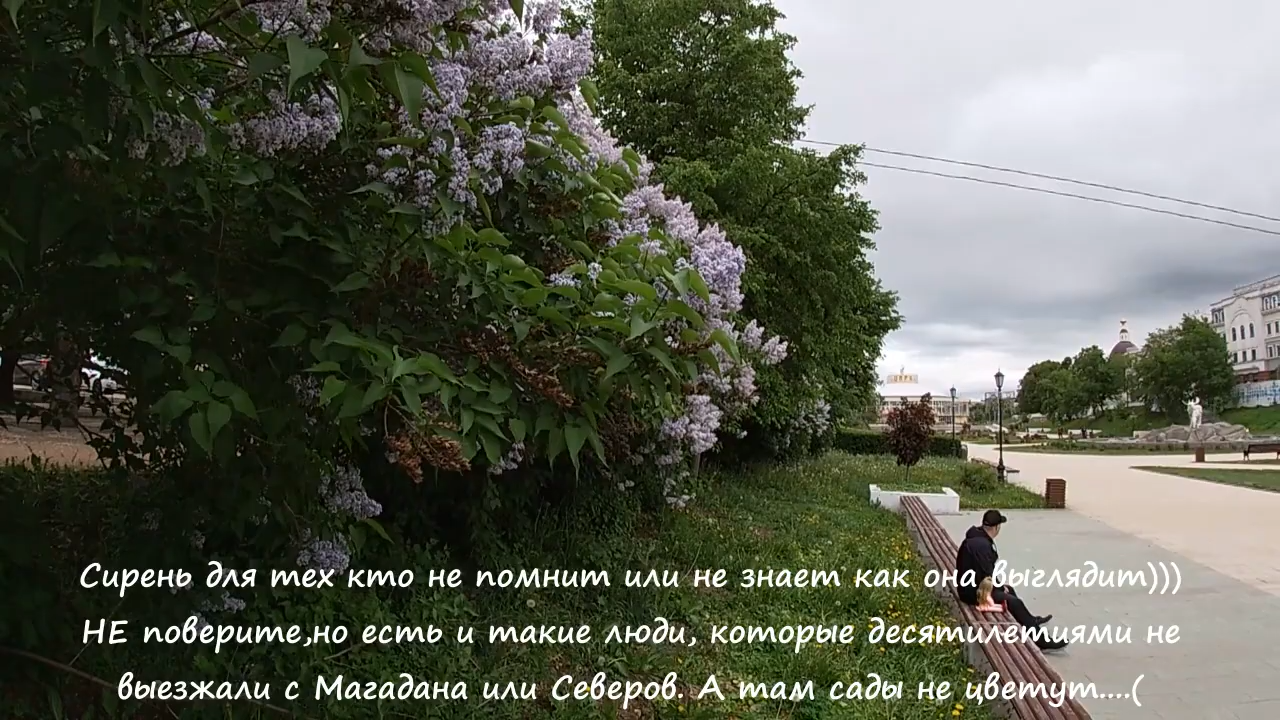 ЦИРК
Сирень для тех кто не помнит или не знает как она выглядит)))
НЕ поверите,но есть и такие люди, которые десятилетиями не
выезжали с Магадана или Северов. А там сады не цветут....(